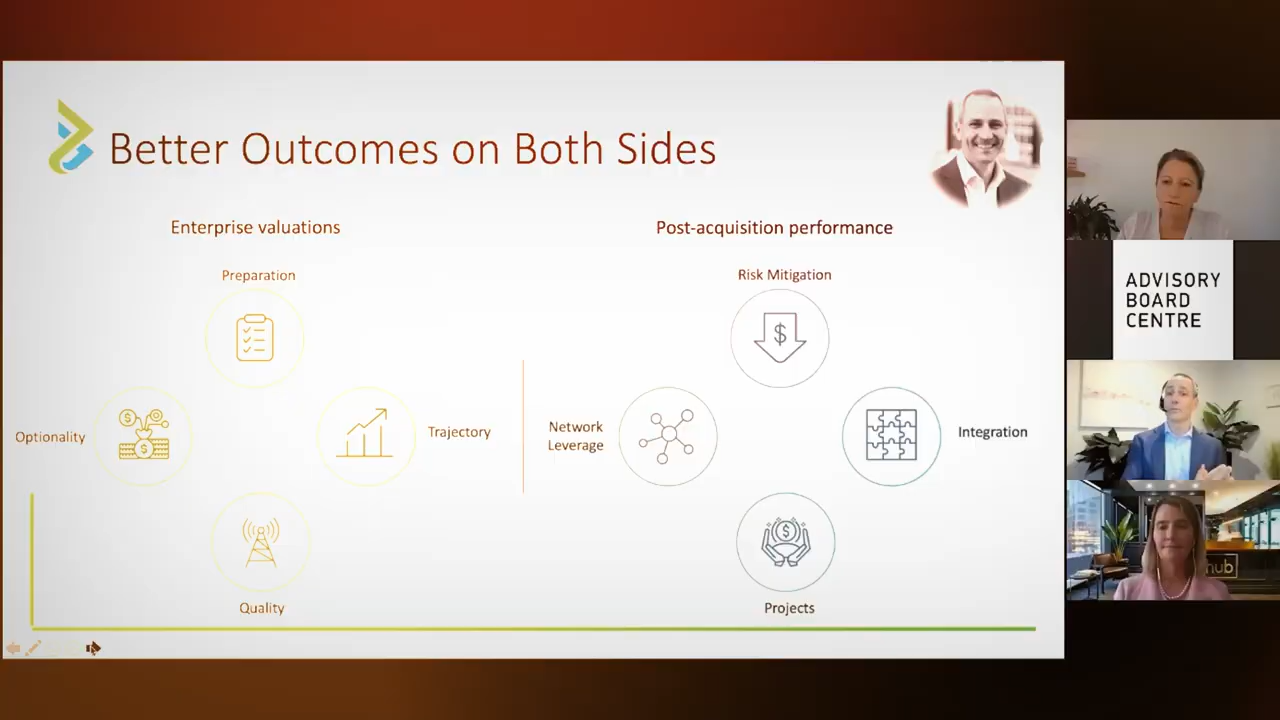 Better Outcomes on Both Sides
Enterprise valuations
Preparation
Optionality
Trajectory
Quality
Post-acquisition performance
Risk Mitigation
Network
Leverage
Integration
Projects
ADVISORY
BOARD
CENTRE
hub